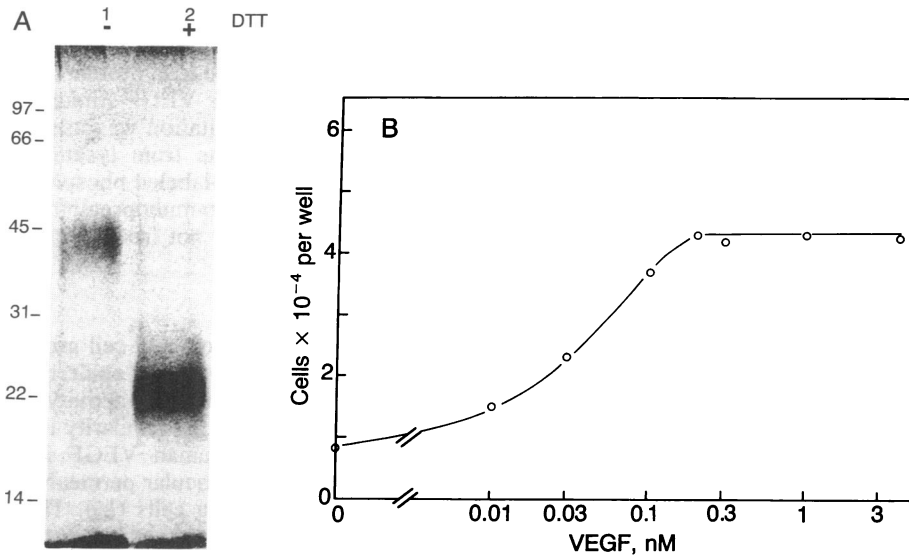 A
1 2
- + DTT
97–
66–
45–
31–
22–
14–
B
Cells × 10⁻⁴ per well
6
4
2
0
0 0.01 0.03 0.1 0.3 1 3
VEGF, nM